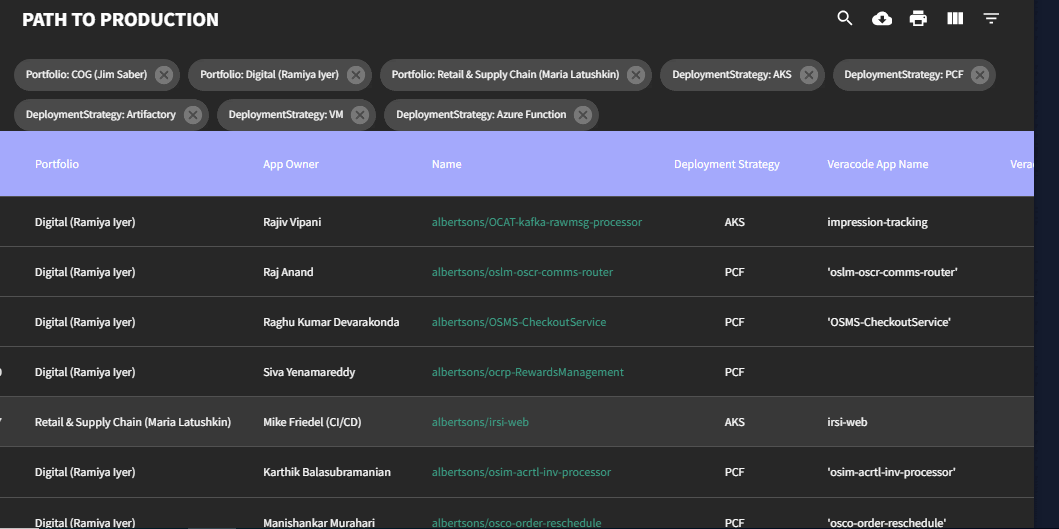 PATH TO PRODUCTION
Portfolio: COG (Jim Saber) Portfolio: Digital (Ramiya Iyer) Portfolio: Retail & Supply Chain (Maria Latushkin) DeploymentStrategy: AKS DeploymentStrategy: PCF
DeploymentStrategy: Artifactory DeploymentStrategy: VM DeploymentStrategy: Azure Function
Portfolio App Owner Name Deployment Strategy Veracode App Name Vera
Digital (Ramiya Iyer) Rajiv Vipani albertsons/OCAT-kafka-rawmsg-processor AKS impression-tracking
Digital (Ramiya Iyer) Raj Anand albertsons/oslm-oscr-comms-router PCF 'oslm-oscr-comms-router'
Digital (Ramiya Iyer) Raghu Kumar Devarakonda albertsons/OSMS-CheckoutService PCF 'OSMS-CheckoutService'
Digital (Ramiya Iyer) Siva Yenamareddy albertsons/ocrp-RewardsManagement PCF
Retail & Supply Chain (Maria Latushkin) Mike Friedel (CI/CD) albertsons/irsi-web AKS irsi-web
Digital (Ramiya Iyer) Karthik Balasubramanian albertsons/osim-acrtl-inv-processor PCF 'osim-acrtl-inv-processor'
Digital (Ramiya Iyer) Manishankar Murahari albertsons/osco-order-reschedule PCF 'osco-order-reschedule'